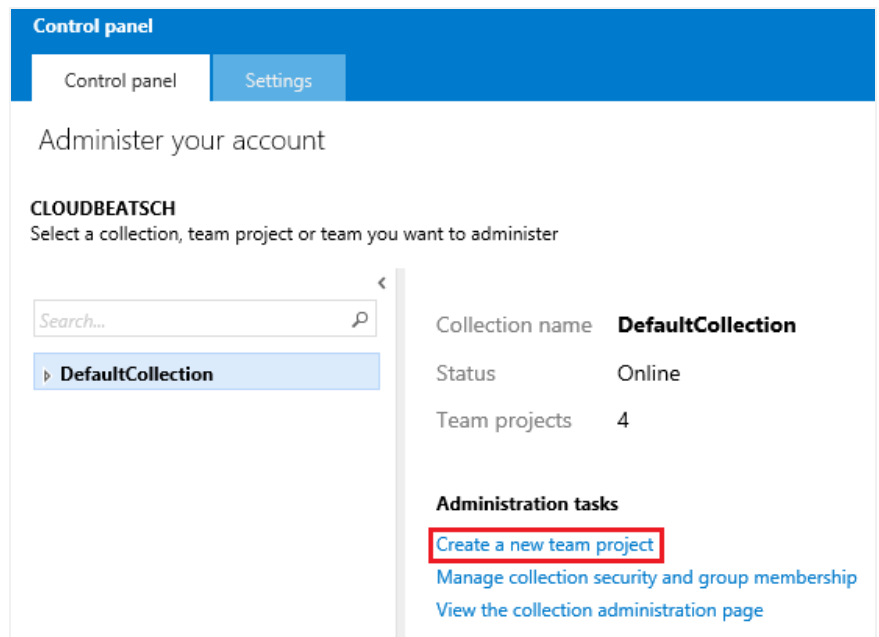 Control panel
Control panel Settings
Administer your account
CLOUDBEATSCH
Select a collection, team project or team you want to administer
Search...
DefaultCollection
Collection name DefaultCollection
Status Online
Team projects 4
Administration tasks
Create a new team project
Manage collection security and group membership
View the collection administration page